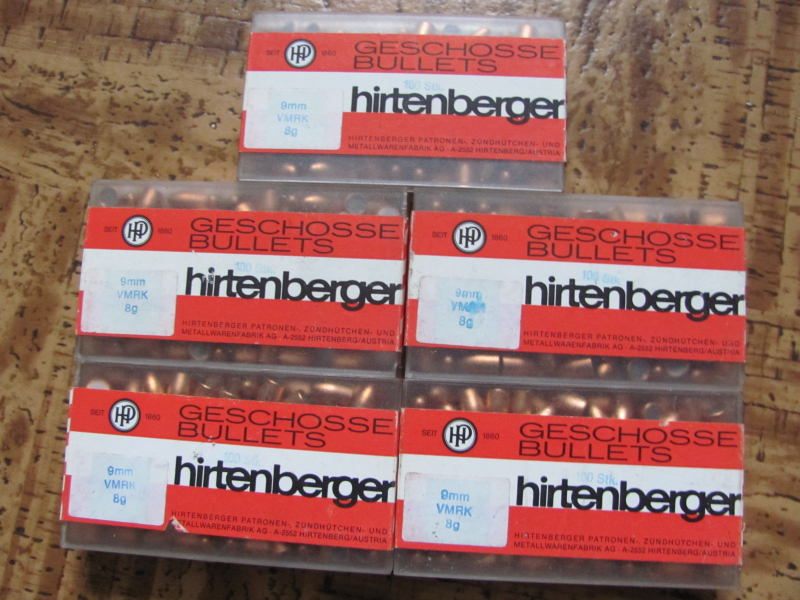 SEIT HP 1860
GESCHOSSE
BULLETS
100 Stk.
9mm
VMRK
8g
hirtenberger
HIRTENBERGER PATRONEN-, ZÜNDHÜTCHEN- UND
METALLWARENFABRIK AG · A-2552 HIRTENBERG/AUSTRIA
SEIT HP 1860
GESCHOSSE
BULLETS
100 Stk.
9mm
VMRK
8g
hirtenberger
HIRTENBERGER PATRONEN-, ZÜNDHÜTCHEN- UND
METALLWARENFABRIK AG · A-2552 HIRTENBERG/AUSTRIA
SEIT HP 1860
GESCHOSSE
BULLETS
100 Stk.
9mm
VMRK
8g
hirtenberger
HIRTENBERGER PATRONEN-, ZÜNDHÜTCHEN- UND
METALLWARENFABRIK AG · A-2552 HIRTENBERG/AUSTRIA
SEIT HP 1860
GESCHOSSE
BULLETS
100 Stk.
9mm
VMRK
8g
hirtenberger
HIRTENBERGER PATRONEN-, ZÜNDHÜTCHEN- UND
METALLWARENFABRIK AG · A-2552 HIRTENBERG/AUSTRIA
SEIT HP 1860
GESCHOSSE
BULLETS
100 Stk.
9mm
VMRK
8g
hirtenberger
HIRTENBERGER PATRONEN-, ZÜNDHÜTCHEN- UND
METALLWARENFABRIK AG · A-2552 HIRTENBERG/AUSTRIA